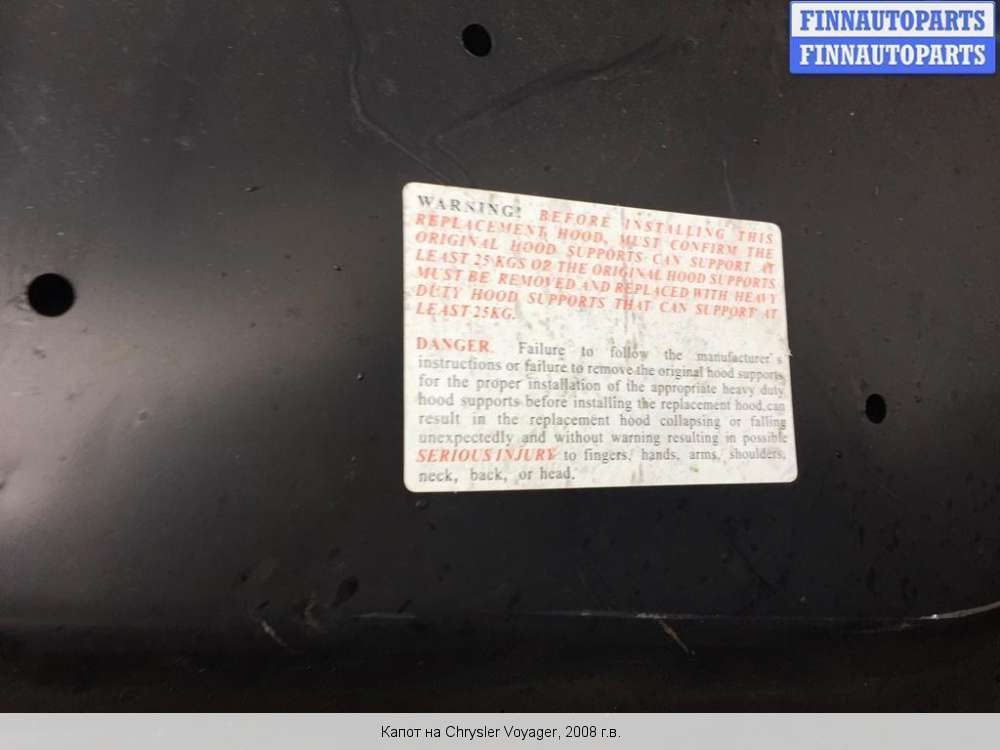 FINNAUTOPARTS
FINNAUTOPARTS
WARNING! BEFORE INSTALLING THIS
REPLACEMENT HOOD, MUST CONFIRM THE
ORIGINAL HOOD SUPPORTS CAN SUPPORT AT
LEAST 25 KGS OR THE ORIGINAL HOOD SUPPORTS
MUST BE REMOVED AND REPLACED WITH HEAVY
DUTY HOOD SUPPORTS THAT CAN SUPPORT AT
LEAST 25KG.
DANGER. Failure to follow the manufacturer's
instructions or failure to remove the original hood supports
for the proper installation of the appropriate heavy duty
hood supports before installing the replacement hood can
result in the replacement hood collapsing or falling
unexpectedly and without warning resulting in possible
SERIOUS INJURY to fingers, hands, arms, shoulders,
neck, back, or head.
Капот на Chrysler Voyager, 2008 г.в.